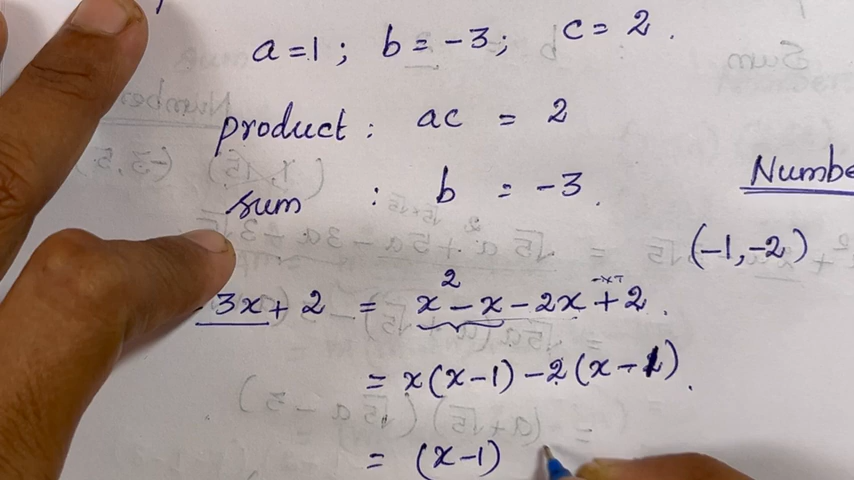 a = 1 ; b = -3 ; c = 2 .
product : ac = 2
sum : b = -3 .
Numbe
(-1, -2)
3x + 2 = x² - x - 2x + 2 .
= x(x-1) - 2(x-1) .
= (x-1)